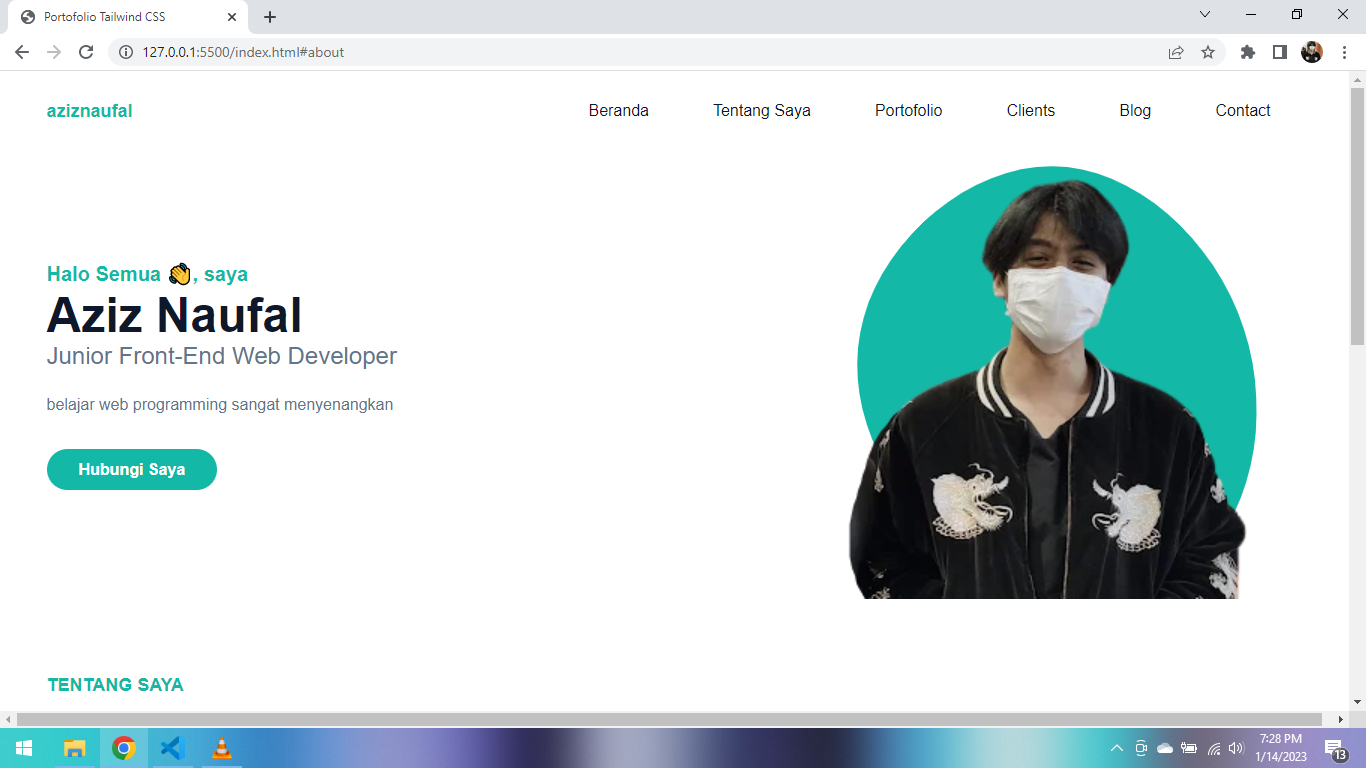 Portofolio Tailwind CSS
127.0.0.1:5500/index.html#about
aziznaufal
Beranda Tentang Saya Portofolio Clients Blog Contact
Halo Semua 👋, saya
Aziz Naufal
Junior Front-End Web Developer
belajar web programming sangat menyenangkan
Hubungi Saya
TENTANG SAYA
7:28 PM
1/14/2023
13